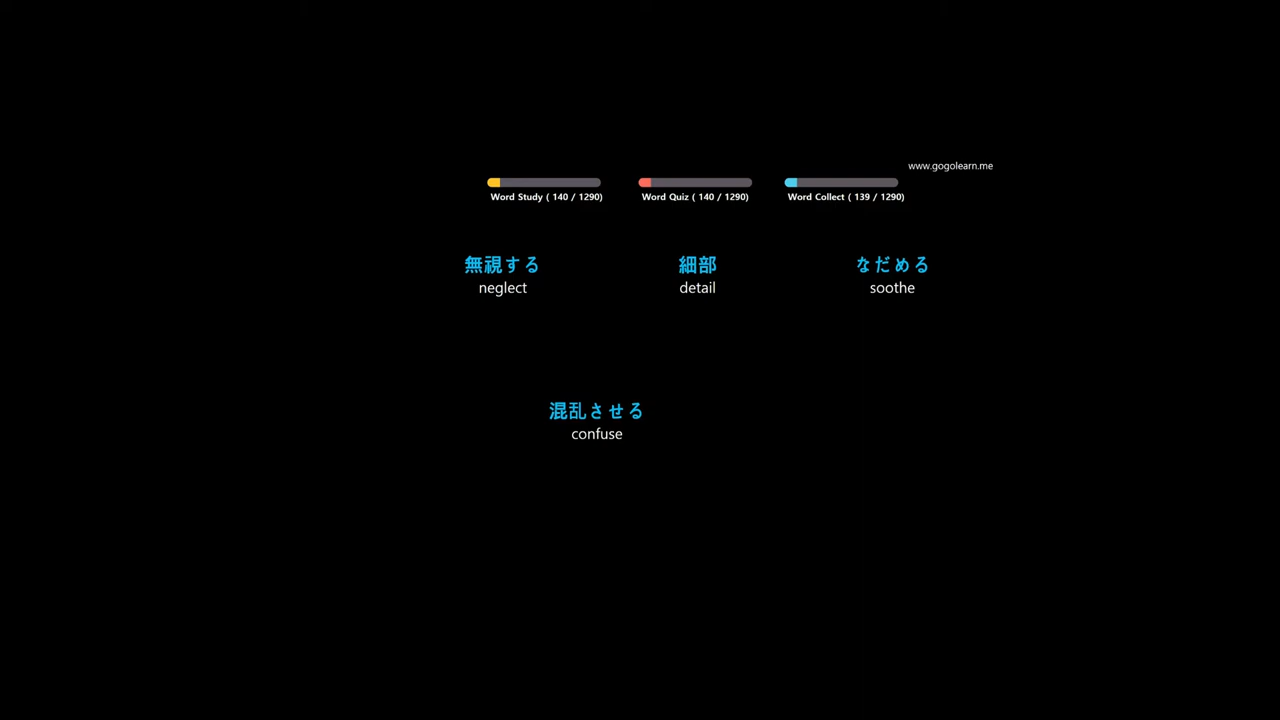 www.gogolearn.me
Word Study ( 140 / 1290)
Word Quiz ( 140 / 1290)
Word Collect ( 139 / 1290)
無視する
neglect
細部
detail
なだめる
soothe
混乱させる
confuse